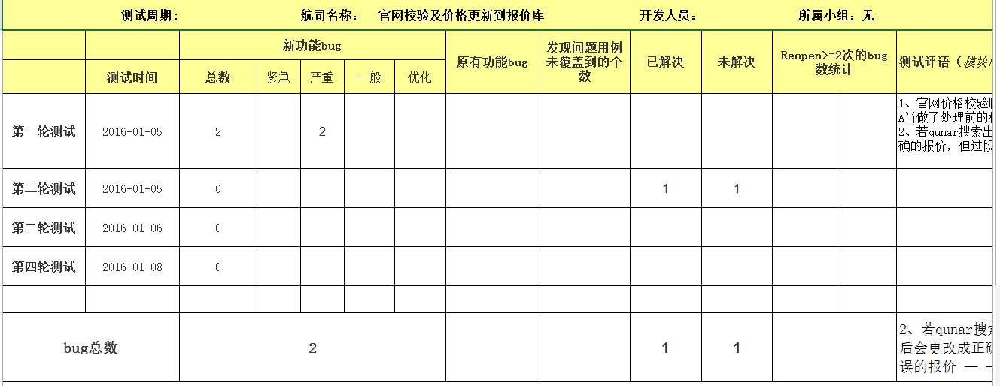 测试周期: 航司名称: 官网校验及价格更新到报价库 开发人员: 所属小组: 无
新功能bug 原有功能bug 发现问题用例
未覆盖到的个
数 已解决 未解决 Reopen>=2次的bug
数统计 测试评语（模块
测试时间 总数 紧急 严重 一般 优化
第一轮测试 2016-01-05 2 2
1、官网价格校验
A当做了处理前的
2、若qunar搜索出
确的报价，但过段
第二轮测试 2016-01-05 0 1 1
第二轮测试 2016-01-06 0
第四轮测试 2016-01-08 0
bug总数 2 1 1
2、若qunar搜
后会更改成正确
误的报价 — —